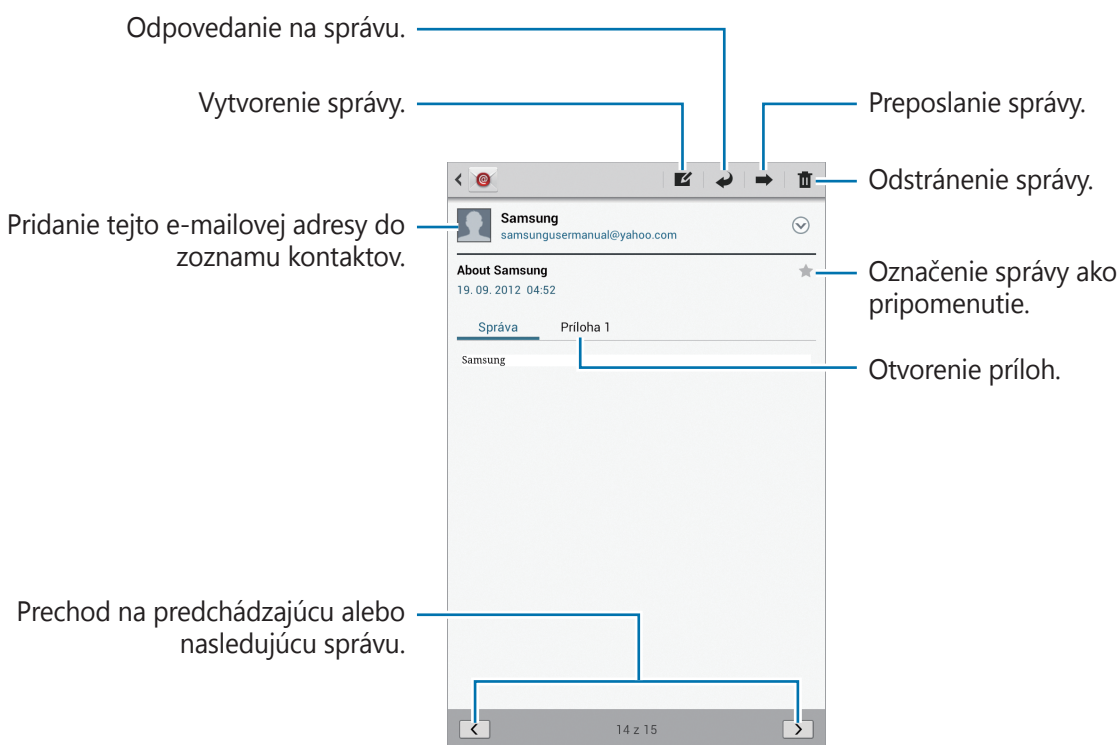 Odpovedanie na správu.
Vytvorenie správy.
Preposlanie správy.
Odstránenie správy.
Pridanie tejto e-mailovej adresy do
zoznamu kontaktov.
Samsung
samsungusermanual@yahoo.com
About Samsung
19. 09. 2012 04:52
Označenie správy ako
pripomenutie.
Správa
Príloha 1
Samsung
Otvorenie príloh.
Prechod na predchádzajúcu alebo
nasledujúcu správu.
14 z 15